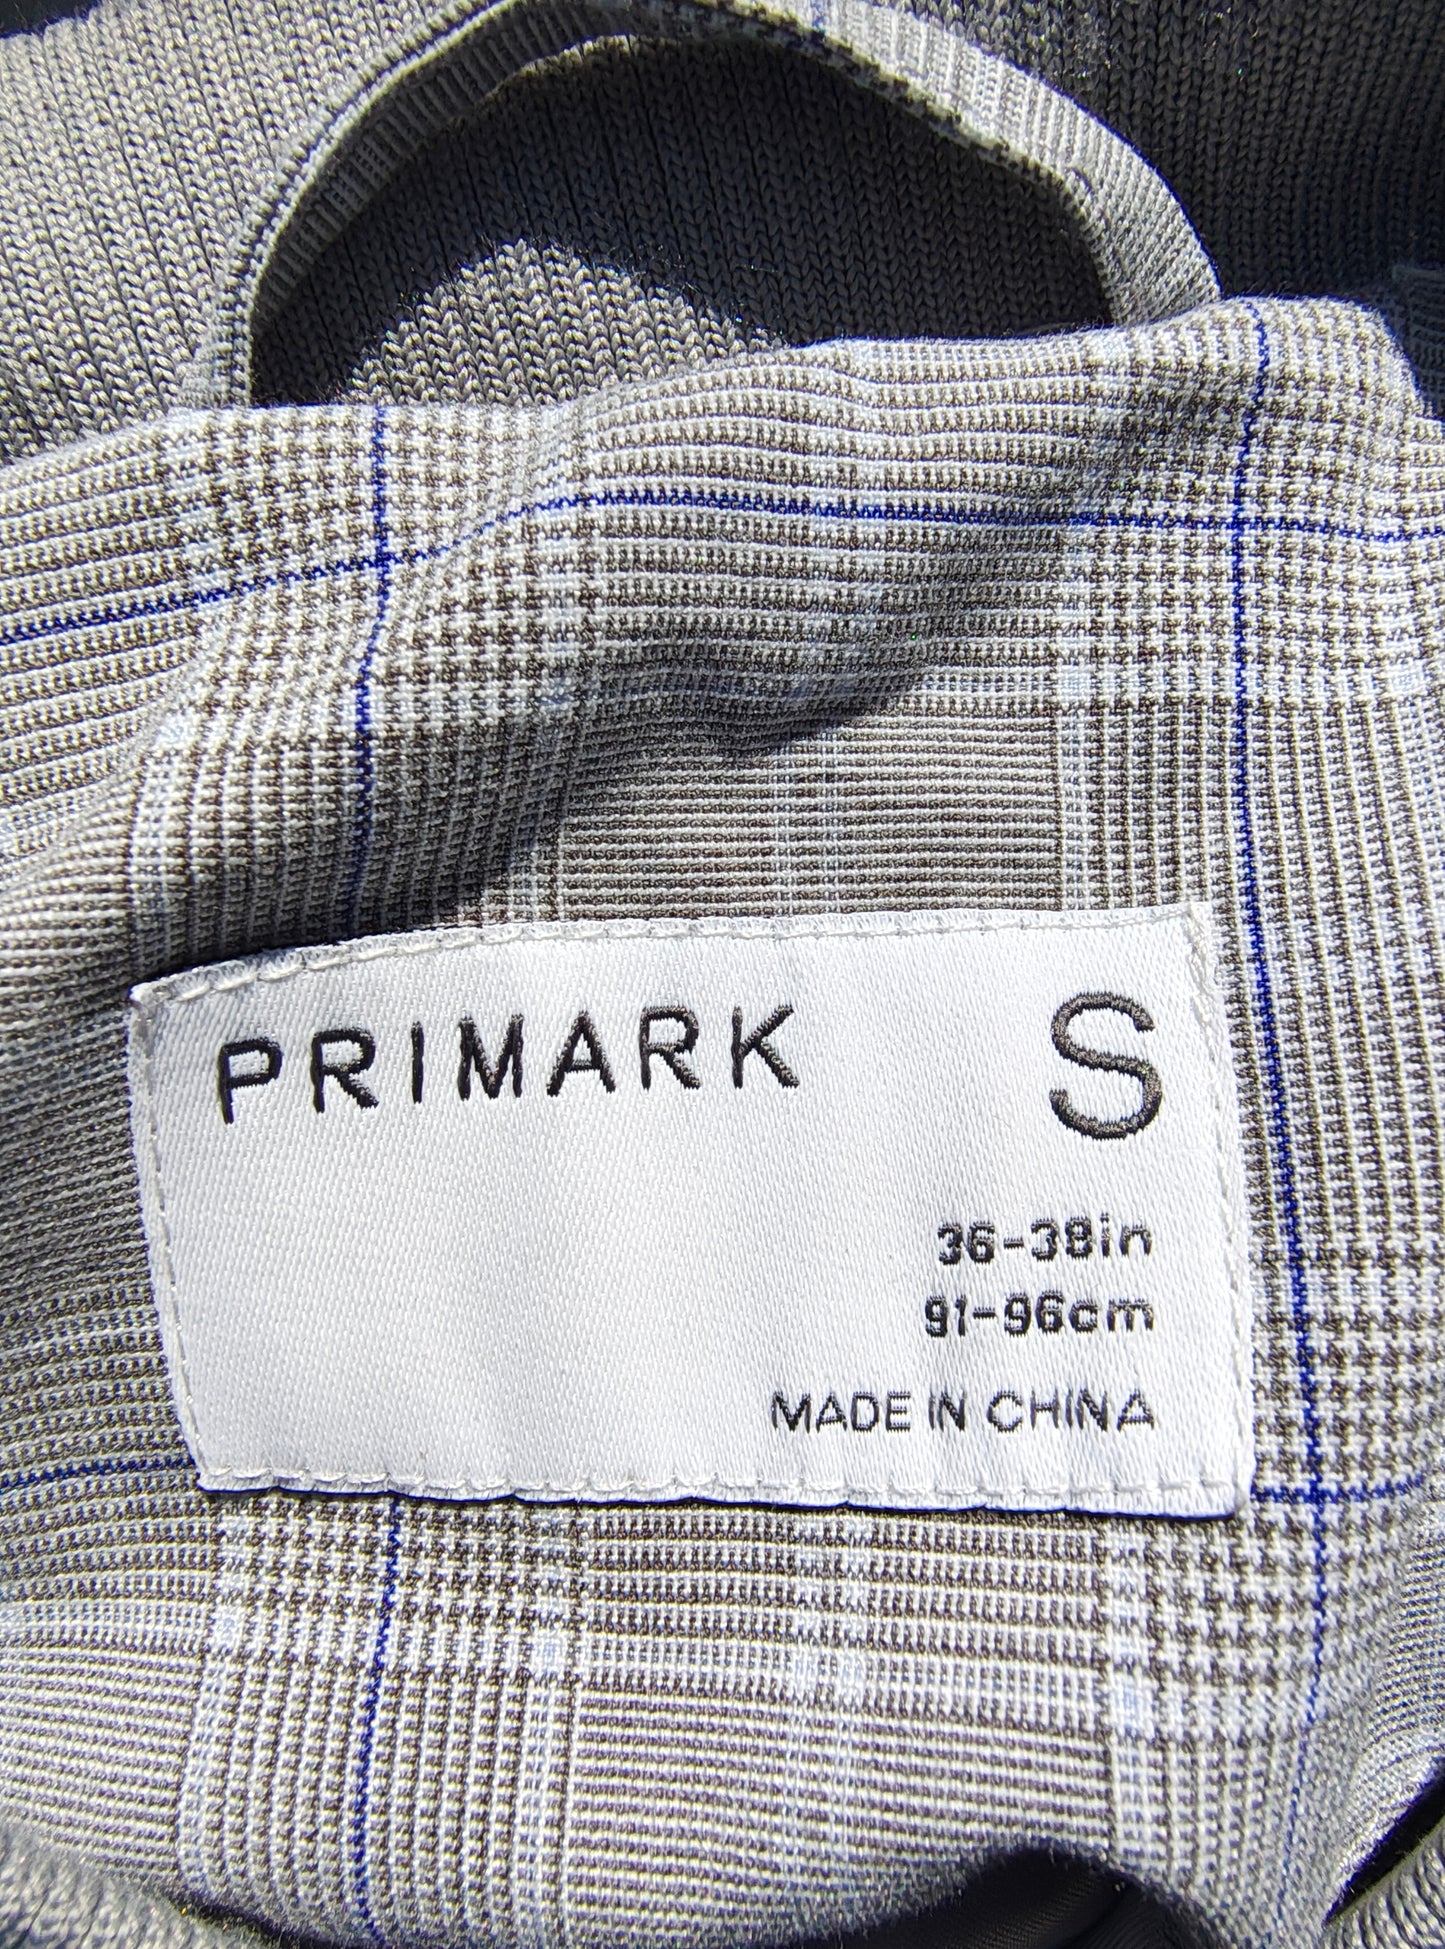 PRIMARK S
36-38in
91-96cm
MADE IN CHINA